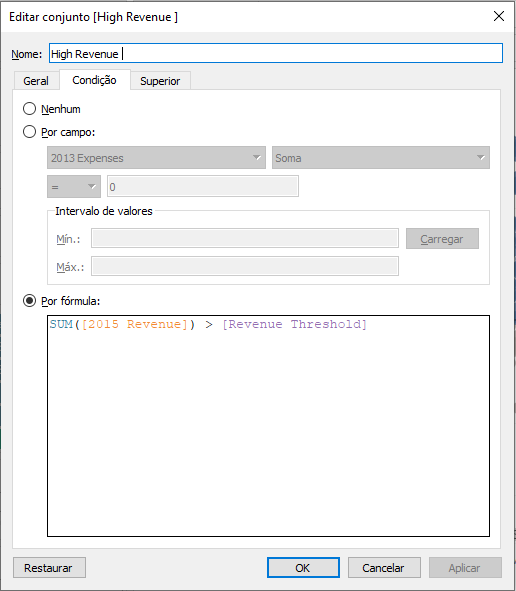 Editar conjunto [High Revenue ]
Nome: High Revenue
Geral Condição Superior
Nenhum
Por campo:
2013 Expenses Soma
= 0
Intervalo de valores
Mín.: Carregar
Máx.:
Por fórmula:
SUM([2015 Revenue]) > [Revenue Threshold]
Restaurar OK Cancelar Aplicar